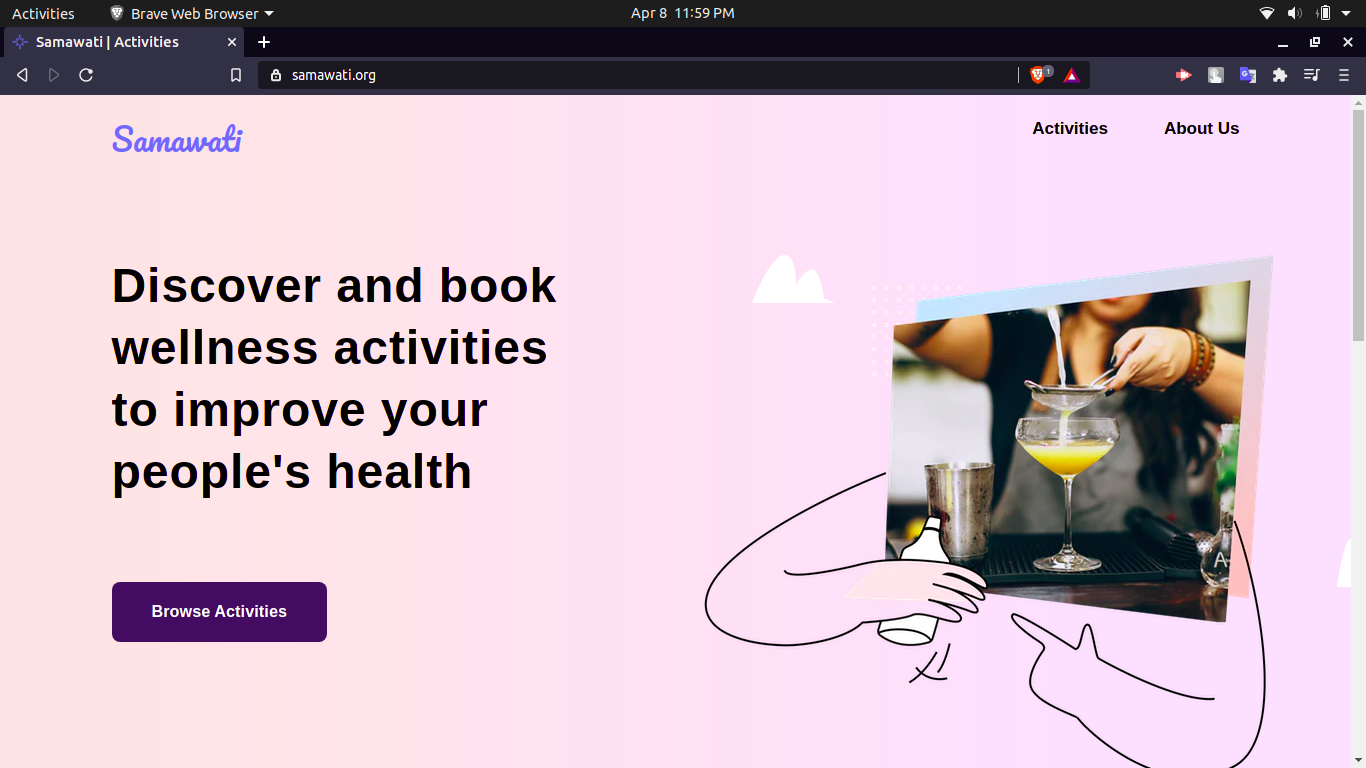 Activities
Brave Web Browser
Apr 8 11:59 PM
Samawati | Activities
samawati.org
1
Samawati
Activities
About Us
Discover and book
wellness activities
to improve your
people's health
Browse Activities
A